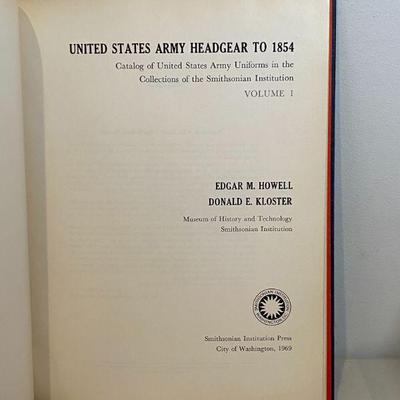 UNITED STATES ARMY HEADGEAR TO 1854
Catalog of United States Army Uniforms in the
Collections of the Smithsonian Institution
VOLUME I
EDGAR M. HOWELL
DONALD E. KLOSTER
Museum of History and Technology
Smithsonian Institution
SMITHSONIAN INSTITUTION
Smithsonian Institution Press
City of Washington, 1969